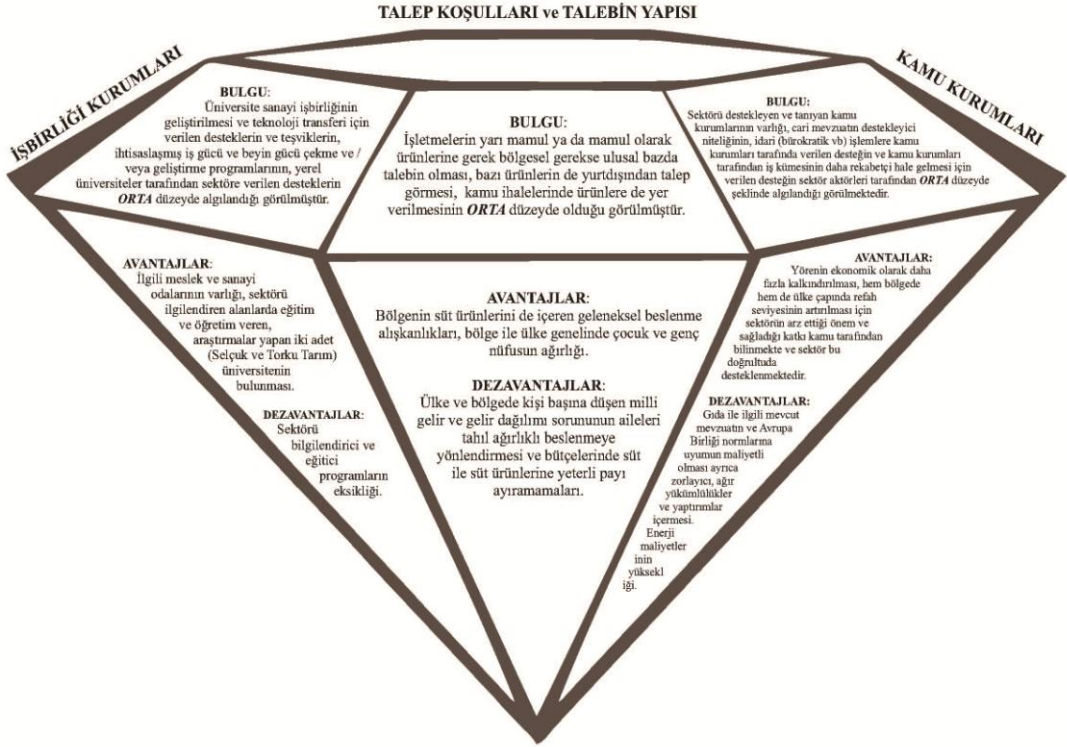 TALEP KOŞULLARI ve TALEBİN YAPISI
İŞBİRLİĞİ KURUMLARI
KAMU KURUMLARI
BULGU:
Üniversite sanayi işbirliğinin
geliştirilmesi ve teknoloji transferi için
verilen desteklerin ve teşviklerin,
ihtisaslaşmış iş gücü ve beyin gücü çekme ve /
veya geliştirme programlarının, yerel
üniversiteler tarafından sektöre verilen desteklerin
ORTA düzeyde algılandığı görülmüştür.
BULGU:
İşletmelerin yarı mamul ya da mamul olarak
ürünlerine gerek bölgesel gerekse ulusal bazda
talebin olması, bazı ürünlerin de yurtdışından talep
görmesi, kamu ihalelerinde ürünlere de yer
verilmesinin ORTA düzeyde olduğu görülmüştür.
BULGU:
Sektörü destekleyen ve tanıyan kamu
kurumlarının varlığı, cari mevzuatın destekleyici
niteliğinin, idari (bürokratik vb) işlemlere kamu
kurumları tarafında verilen desteğin ve kamu kurumları
tarafından iş kümesinin daha rekabetçi hale gelmesi için
verilen desteğin sektör aktörleri tarafından ORTA düzeyde
şeklinde algılandığı görülmektedir.
AVANTAJLAR:
İlgili meslek ve sanayi
odalarının varlığı, sektörü
ilgilendiren alanlarda eğitim
ve öğretim veren,
araştırmalar yapan iki adet
(Selçuk ve Torku Tarım)
üniversitenin
bulunması.
DEZAVANTAJLAR:
Sektörü
bilgilendirici ve
eğitici
programların
eksikliği.
AVANTAJLAR:
Bölgenin süt ürünlerini de içeren geleneksel beslenme
alışkanlıkları, bölge ile ülke genelinde çocuk ve genç
nüfusun ağırlığı.
DEZAVANTAJLAR:
Ülke ve bölgede kişi başına düşen milli
gelir ve gelir dağılımı sorununun aileleri
tahıl ağırlıklı beslenmeye
yönlendirmesi ve bütçelerinde süt
ile süt ürünlerine yeterli payı
ayıramamaları.
AVANTAJLAR:
Yörenin ekonomik olarak daha
fazla kalkındırılması, hem bölgede
hem de ülke çapında refah
seviyesinin artırılması için
sektörün arz ettiği önem ve
sağladığı katkı kamu tarafından
bilinmekte ve sektör bu
doğrultuda
desteklenmektedir.
DEZAVANTAJLAR:
Gıda ile ilgili mevcut
mevzuatın ve Avrupa
Birliği normlarına
uyumun maliyetli
olması ayrıca
zorlayıcı, ağır
yükümlülükler
ve yaptırımlar
içermesi.
Enerji
maliyetler
inin
yüksekl
iği.